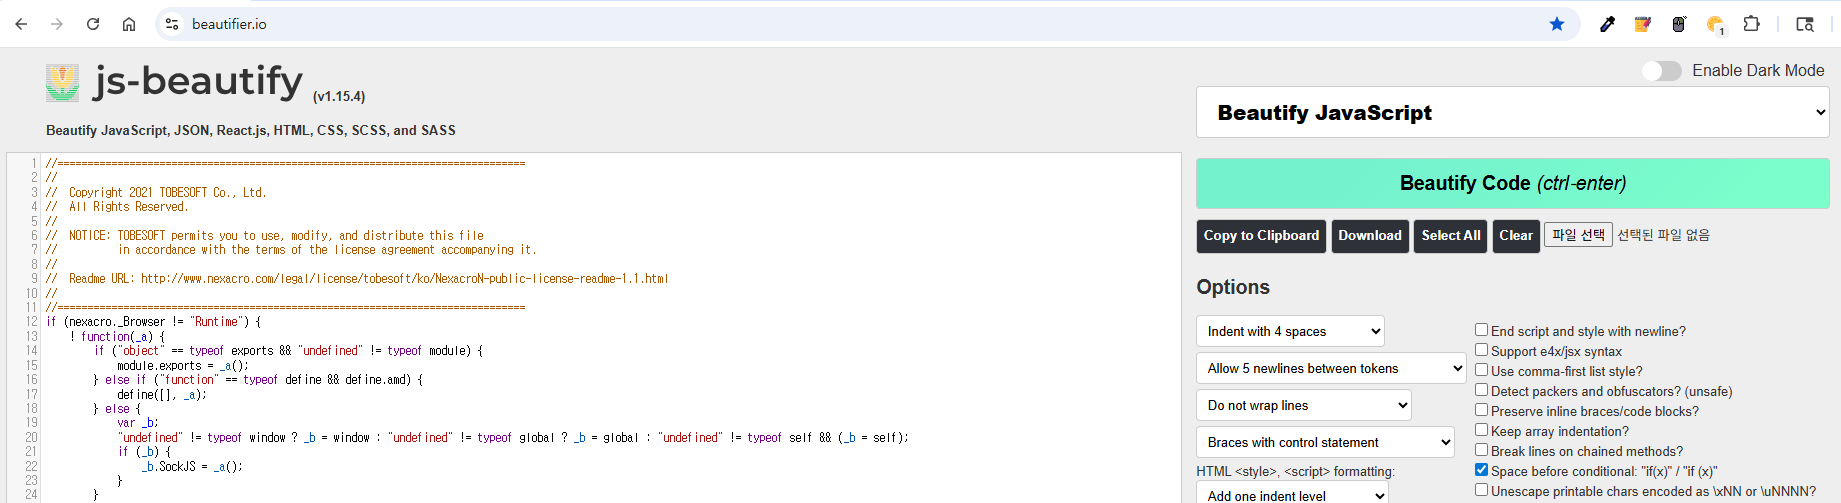 beautifier.io
1
js-beautify (v1.15.4)
Enable Dark Mode
Beautify JavaScript, JSON, React.js, HTML, CSS, SCSS, and SASS
Beautify JavaScript
1 //============================================================================
2 //
3 //  Copyright 2021 TOBESOFT Co., Ltd.
4 //  All Rights Reserved.
5 //
6 //  NOTICE: TOBESOFT permits you to use, modify, and distribute this file
7 //          in accordance with the terms of the license agreement accompanying it.
8 //
9 //  Readme URL: http://www.nexacro.com/legal/license/tobesoft/ko/NexacroN-public-license-readme-1.1.html
10 //
11 //============================================================================
12 if (nexacro._Browser != "Runtime") {
13     ! function(_a) {
14         if ("object" == typeof exports && "undefined" != typeof module) {
15             module.exports = _a();
16         } else if ("function" == typeof define && define.amd) {
17             define([], _a);
18         } else {
19             var _b;
20             "undefined" != typeof window ? _b = window : "undefined" != typeof global ? _b = global : "undefined" != typeof self && (_b = self);
21             if (_b) {
22                 _b.SockJS = _a();
23             }
24         }
Beautify Code (ctrl-enter)
Copy to Clipboard Download Select All Clear 파일 선택 선택된 파일 없음
Options
Indent with 4 spaces
Allow 5 newlines between tokens
Do not wrap lines
Braces with control statement
HTML <style>, <script> formatting:
Add one indent level
End script and style with newline?
Support e4x/jsx syntax
Use comma-first list style?
Detect packers and obfuscators? (unsafe)
Preserve inline braces/code blocks?
Keep array indentation?
Break lines on chained methods?
Space before conditional: "if(x)" / "if (x)"
Unescape printable chars encoded as \xNN or \uNNNN?